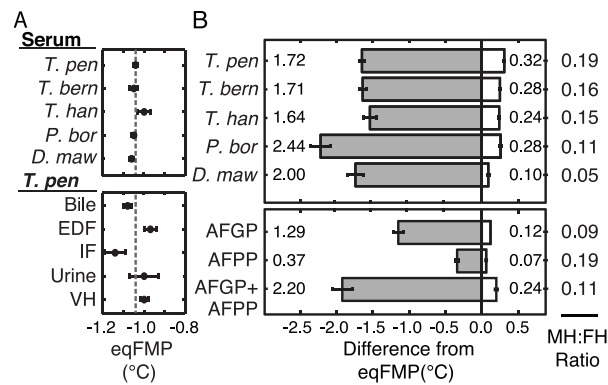 A
Serum
T. pen
T. bern
T. han
P. bor
D. maw
T. pen
Bile
EDF
IF
Urine
VH
-1.2 -1.0 -0.8
eqFMP
(°C)
B
T. pen 1.72 0.32 0.19
T. bern 1.71 0.28 0.16
T. han 1.64 0.24 0.15
P. bor 2.44 0.28 0.11
D. maw 2.00 0.10 0.05
AFGP 1.29 0.12 0.09
AFPP 0.37 0.07 0.19
AFGP+ 2.20 0.24 0.11
AFPP
-2.5 -2.0 -1.5 -1.0 -0.5 0.0 0.5
Difference from
eqFMP(°C)
MH:FH
Ratio